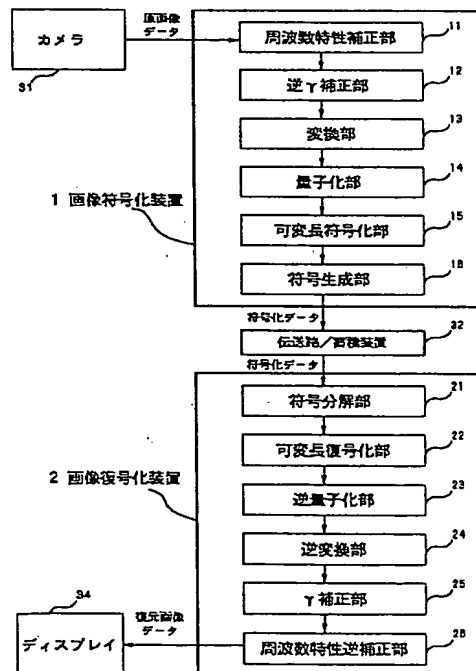 原画像
データ
カメラ
31
周波数特性補正部
11
逆γ補正部
12
変換部
13
量子化部
14
1 画像符号化装置
可変長符号化部
15
符号生成部
16
符号化データ
伝送路/蓄積装置
32
符号化データ
符号分解部
21
可変長復号化部
22
2 画像復号化装置
逆量子化部
23
逆変換部
24
γ補正部
25
34
復元画像
データ
ディスプレイ
周波数特性逆補正部
26